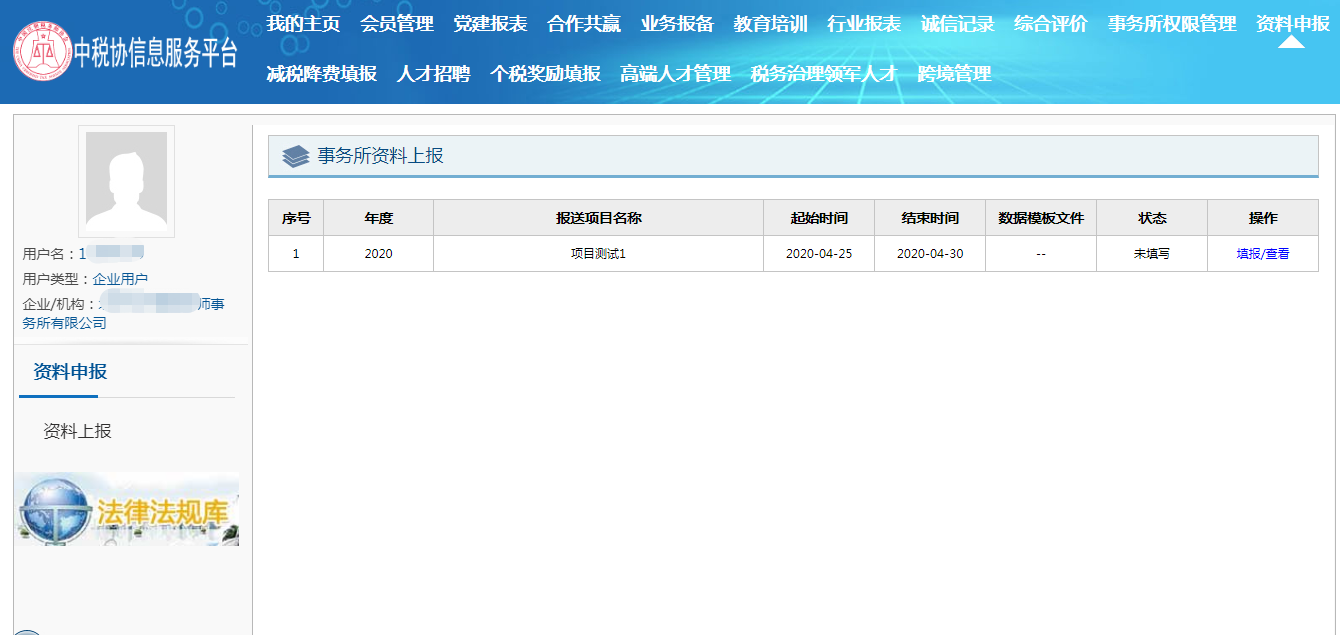 中税协信息服务平台
我的主页 会员管理 党建报表 合作共赢 业务报备 教育培训 行业报表 诚信记录 综合评价 事务所权限管理 资料申报
减税降费填报 人才招聘 个税奖励填报 高端人才管理 税务治理领军人才 跨境管理
用户名：1
用户类型：企业用户
企业/机构： 师事
务所有限公司
资料申报
资料上报
法律法规库
事务所资料上报
序号 年度 报送项目名称 起始时间 结束时间 数据模板文件 状态 操作
1 2020 项目测试1 2020-04-25 2020-04-30 -- 未填写 填报/查看